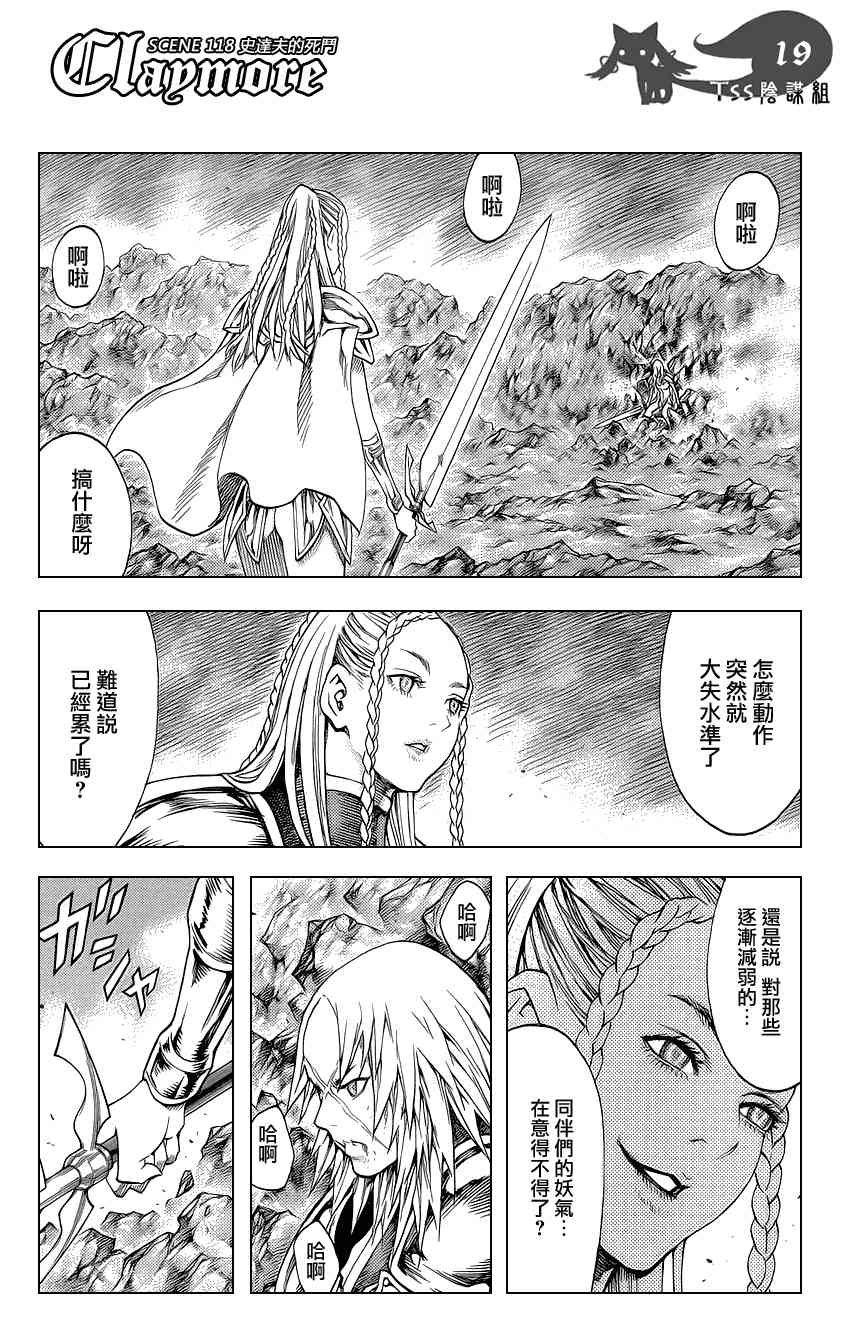 SCENE 118 史達夫的死鬥
Claymore
19
Tss陰謀組
啊啦
啊啦
啊啦
搞什麼呀
怎麼動作
突然就
大失水準了
難道說
已經累了嗎?
還是說 對那些
逐漸減弱的…
同伴們的妖氣…
在意得不得了?
哈啊
哈啊
哈啊
ガシャ